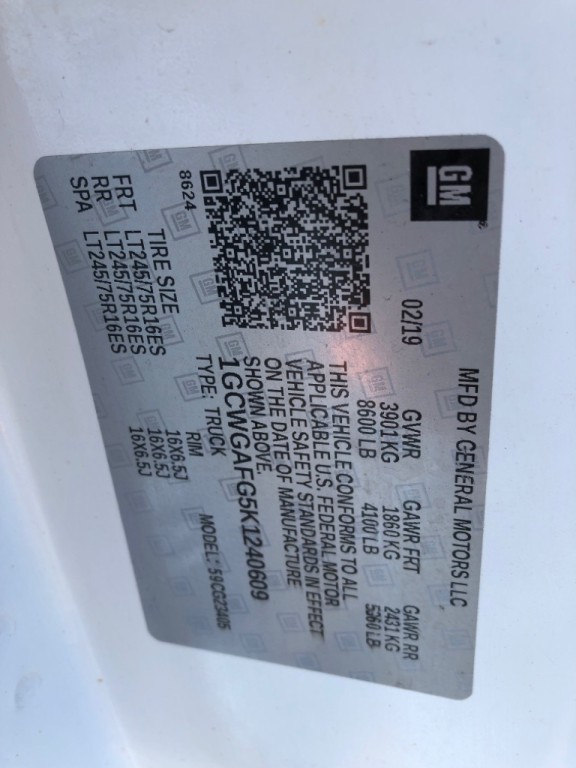 GM
MFD BY GENERAL MOTORS LLC
02/19 GVWR GAWR FRT GAWR RR
3901 KG 1860 KG 2431 KG
8600 LB 4100 LB 5360 LB
THIS VEHICLE CONFORMS TO ALL
APPLICABLE U.S. FEDERAL MOTOR
VEHICLE SAFETY STANDARDS IN EFFECT
ON THE DATE OF MANUFACTURE
SHOWN ABOVE.
1GCWGAFG5K1240609
TYPE: TRUCK MODEL: 59CG23405
8624
TIRE SIZE RIM
FRT LT245/75R16ES 16X6.5J
RR LT245/75R16ES 16X6.5J
SPA LT245/75R16ES 16X6.5J